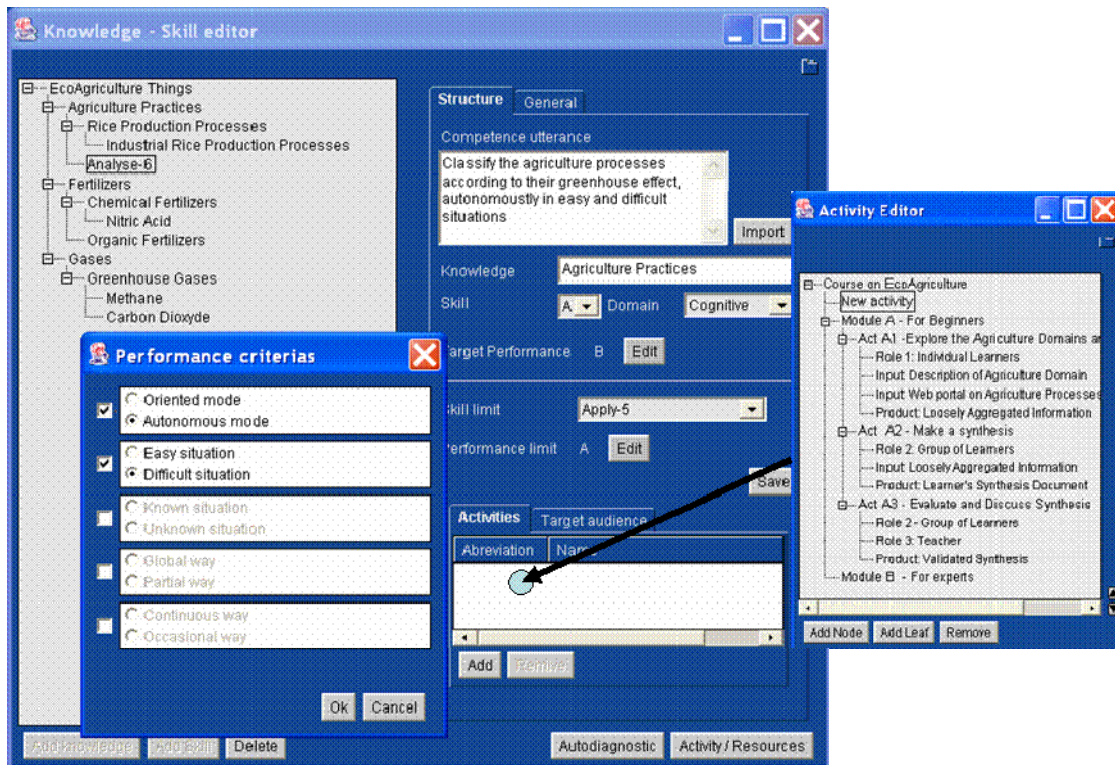 Knowledge - Skill editor
EcoAgriculture Things
Agriculture Practices
Rice Production Processes
Industrial Rice Production Processes
Analyse-6
Fertilizers
Chemical Fertilizers
Nitric Acid
Organic Fertilizers
Gases
Greenhouse Gases
Methane
Carbon Dioxyde
Structure General
Competence utterance
Classify the agriculture processes
according to their greenhouse effect,
autonomoustly in easy and difficult
situations
Import
Knowledge Agriculture Practices
Skill A Domain Cognitive
Target Performance B Edit
Skill limit Apply-5
Performance limit A Edit
Save
Activities Target audience
Abreviation Name
Add Remove
Add knowledge Add Skill Delete
Autodiagnostic Activity / Resources
Performance criterias
Oriented mode
Autonomous mode
Easy situation
Difficult situation
Known situation
Unknown situation
Global way
Partial way
Continuous way
Occasional way
Ok Cancel
Activity Editor
Course on EcoAgriculture
New activity
Module A - For Beginners
Act A1 -Explore the Agriculture Domains
Role 1: Individual Learners
Input: Description of Agriculture Domain
Input: Web portal on Agriculture Processes
Product: Loosely Aggregated Information
Act A2 - Make a synthesis
Role 2: Group of Learners
Input: Loosely Aggregated Information
Product: Learner's Synthesis Document
Act A3 - Evaluate and Discuss Synthesis
Role 2 - Group of Learners
Role 3: Teacher
Product: Validated Synthesis
Module B - For experts
Add Node Add Leaf Remove